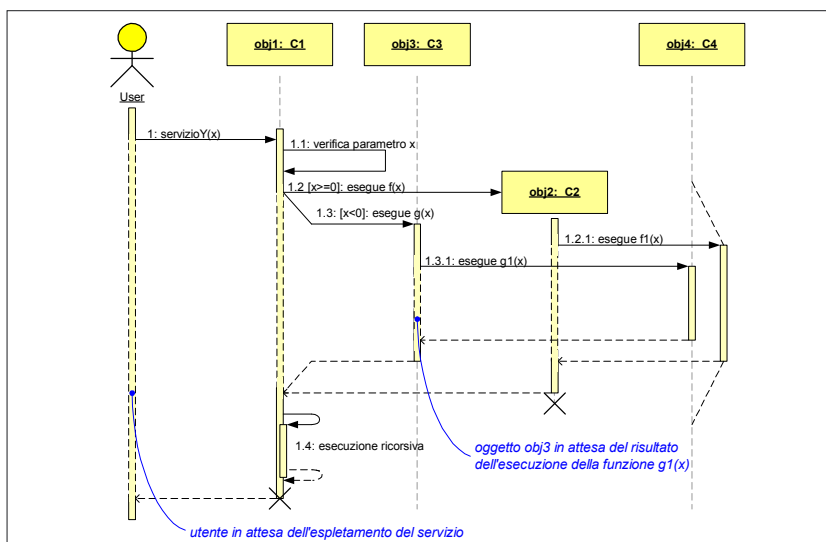 obj1: C1
obj3: C3
obj4: C4
User
1: servizioY(x)
1.1: verifica parametro x
1.2 [x>=0]: esegue f(x)
obj2: C2
1.3: [x<0]: esegue g(x)
1.2.1: esegue f1(x)
1.3.1: esegue g1(x)
1.4: esecuzione ricorsiva
oggetto obj3 in attesa del risultato
dell'esecuzione della funzione g1(x)
utente in attesa dell'espletamento del servizio